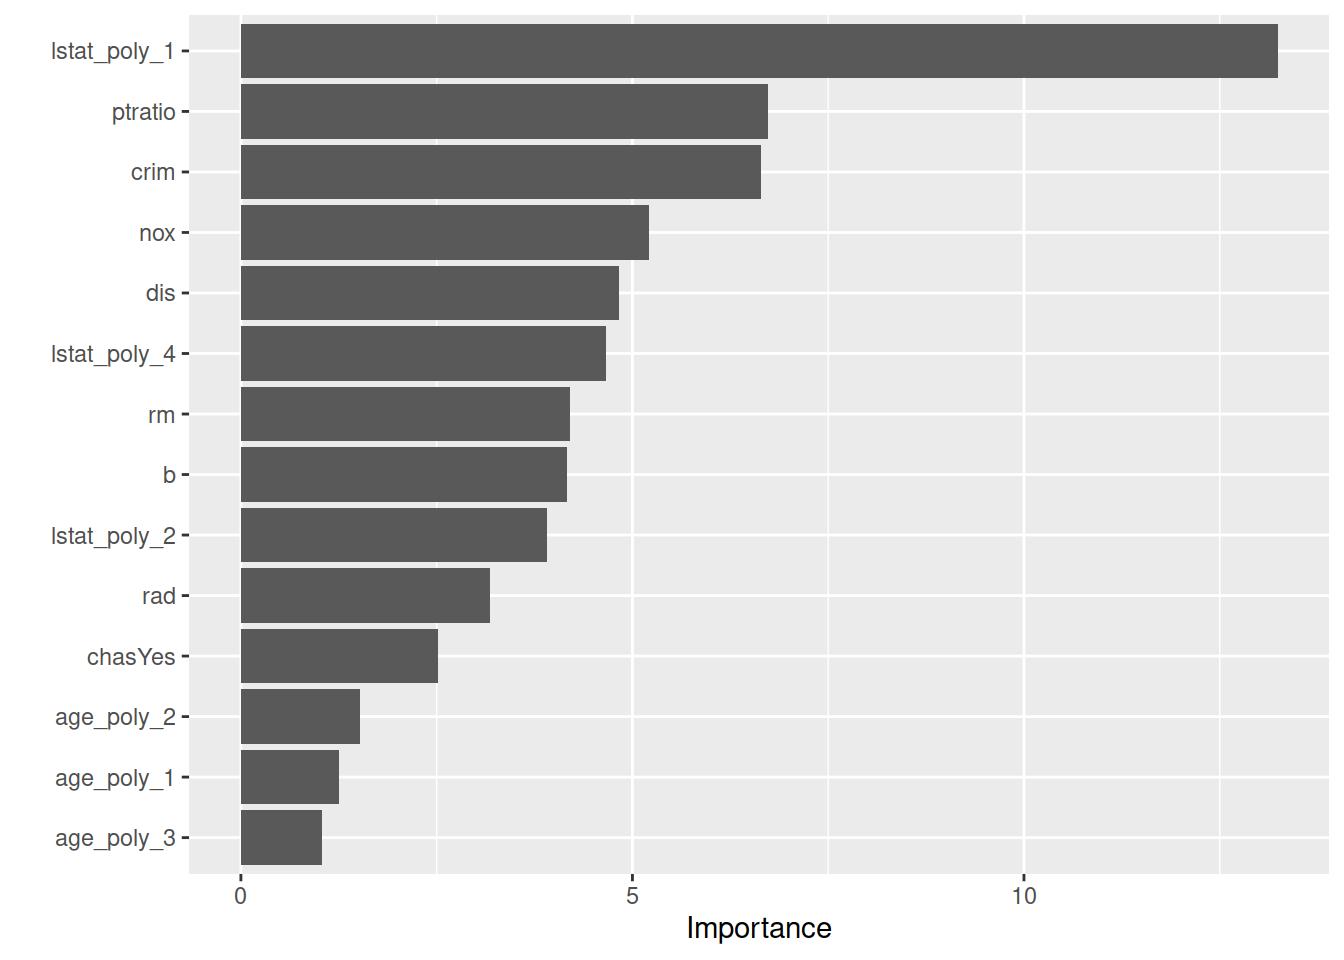 lstat_poly_1
ptratio
crim
nox
dis
lstat_poly_4
rm
b
lstat_poly_2
rad
chasYes
age_poly_2
age_poly_1
age_poly_3
0 5 10
Importance